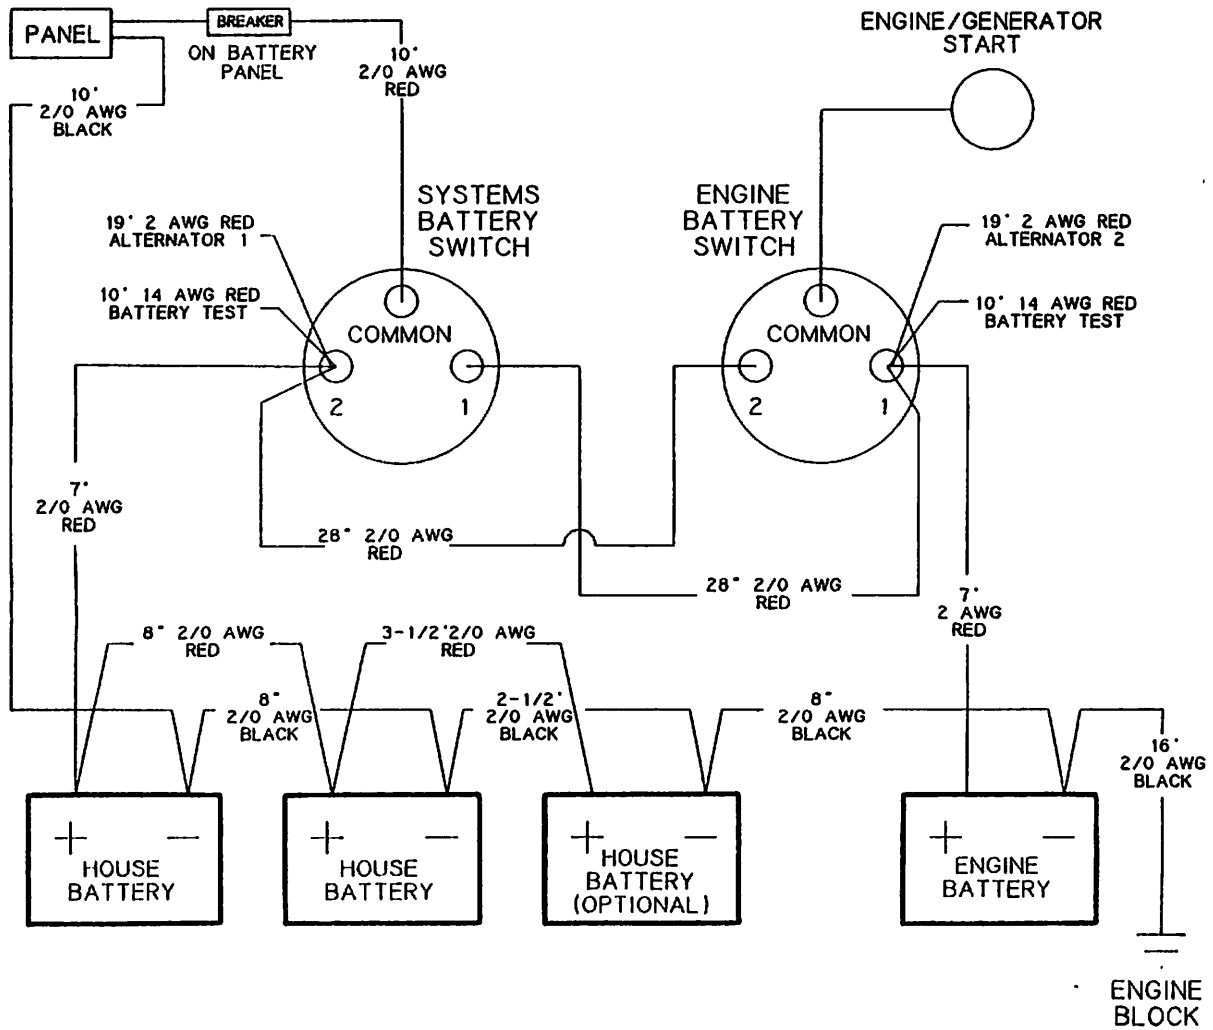 PANEL
BREAKER
ON BATTERY
PANEL
10'
2/0 AWG
RED
ENGINE/GENERATOR
START
10'
2/0 AWG
BLACK
SYSTEMS
BATTERY
SWITCH
ENGINE
BATTERY
SWITCH
19' 2 AWG RED
ALTERNATOR 1
19' 2 AWG RED
ALTERNATOR 2
10' 14 AWG RED
BATTERY TEST
10' 14 AWG RED
BATTERY TEST
COMMON
2
1
COMMON
2
1
7'
2/0 AWG
RED
28" 2/0 AWG
RED
28" 2/0 AWG
RED
7'
2 AWG
RED
8" 2/0 AWG
RED
3-1/2' 2/0 AWG
RED
8"
2/0 AWG
BLACK
2-1/2'
2/0 AWG
BLACK
8"
2/0 AWG
BLACK
16'
2/0 AWG
BLACK
+ −
HOUSE
BATTERY
+ −
HOUSE
BATTERY
+ −
HOUSE
BATTERY
(OPTIONAL)
+ −
ENGINE
BATTERY
ENGINE
BLOCK